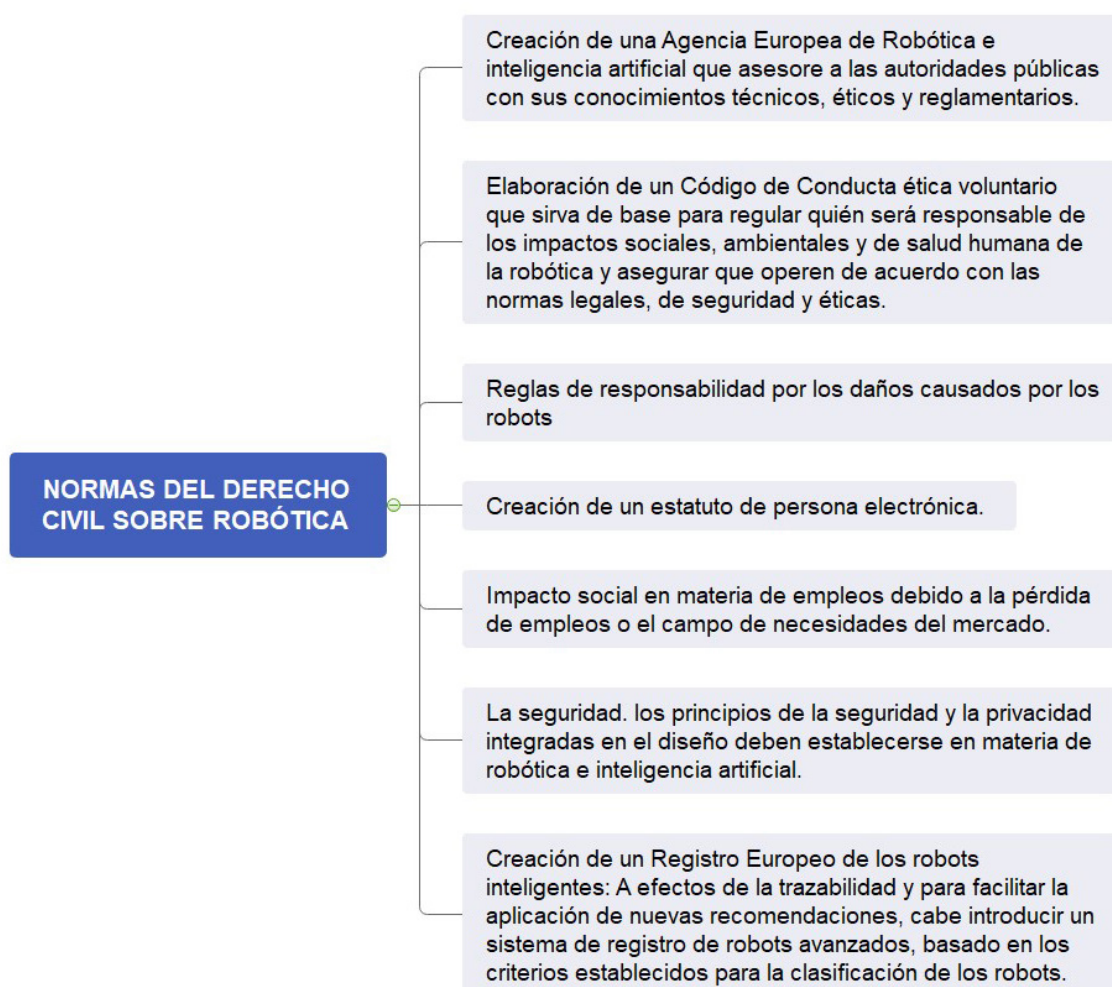 Creación de una Agencia Europea de Robótica e
inteligencia artificial que asesore a las autoridades públicas
con sus conocimientos técnicos, éticos y reglamentarios.
Elaboración de un Código de Conducta ética voluntario
que sirva de base para regular quién será responsable de
los impactos sociales, ambientales y de salud humana de
la robótica y asegurar que operen de acuerdo con las
normas legales, de seguridad y éticas.
Reglas de responsabilidad por los daños causados por los
robots
NORMAS DEL DERECHO
CIVIL SOBRE ROBÓTICA
Creación de un estatuto de persona electrónica.
Impacto social en materia de empleos debido a la pérdida
de empleos o el campo de necesidades del mercado.
La seguridad. los principios de la seguridad y la privacidad
integradas en el diseño deben establecerse en materia de
robótica e inteligencia artificial.
Creación de un Registro Europeo de los robots
inteligentes: A efectos de la trazabilidad y para facilitar la
aplicación de nuevas recomendaciones, cabe introducir un
sistema de registro de robots avanzados, basado en los
criterios establecidos para la clasificación de los robots.